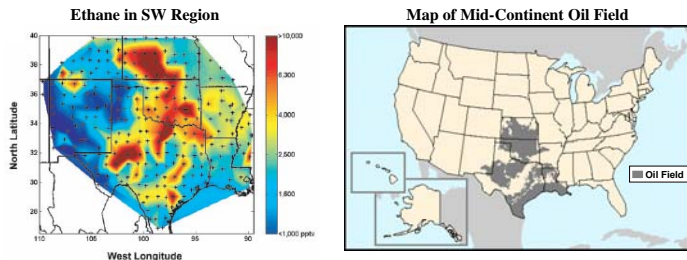 Ethane in SW Region
Map of Mid-Continent Oil Field
North Latitude
40
38
36
34
32
30
28
110
105
100
95
90
West Longitude
>10,000
6,300
4,000
2,500
1,600
<1,000 pptv
Oil Field